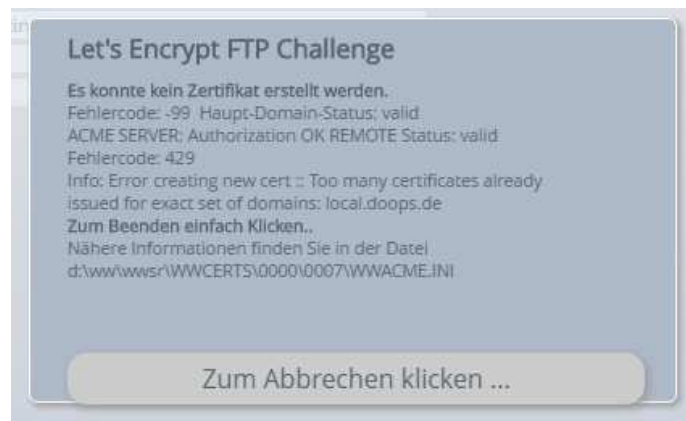 Let's Encrypt FTP Challenge
Es konnte kein Zertifikat erstellt werden.
Fehlercode: -99 Haupt-Domain-Status: valid
ACME SERVER: Authorization OK REMOTE Status: valid
Fehlercode: 429
Info: Error creating new cert :: Too many certificates already
issued for exact set of domains: local.doops.de
Zum Beenden einfach Klicken..
Nähere Informationen finden Sie in der Datei
d:\ww\wwsr\WWCERTS\0000\0007\WWACME.INI
Zum Abbrechen klicken ...